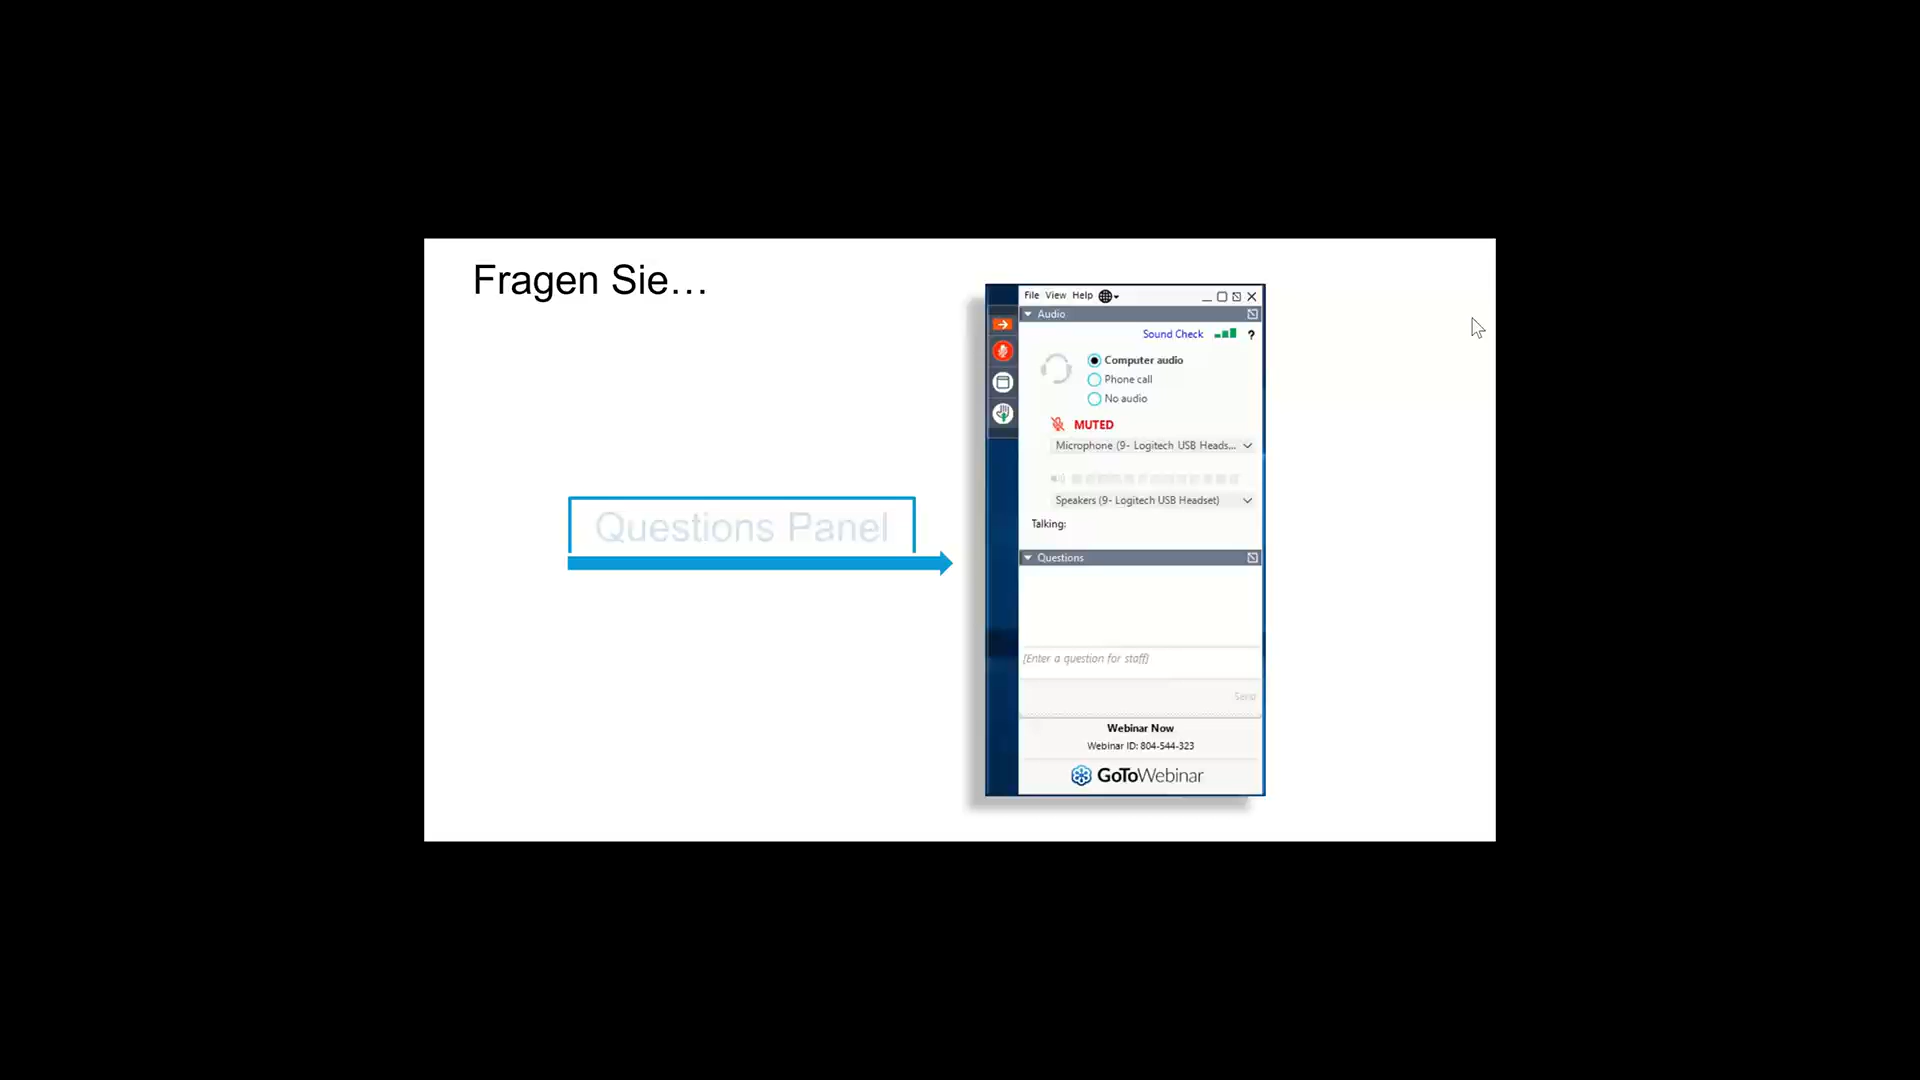 Fragen Sie…
File View Help
Audio
Sound Check
?
Computer audio
Phone call
No audio
MUTED
Microphone (9- Logitech USB Heads...
Speakers (9- Logitech USB Headset)
Talking:
Questions Panel
Questions
[Enter a question for staff]
Send
Webinar Now
Webinar ID: 804-544-323
GoToWebinar